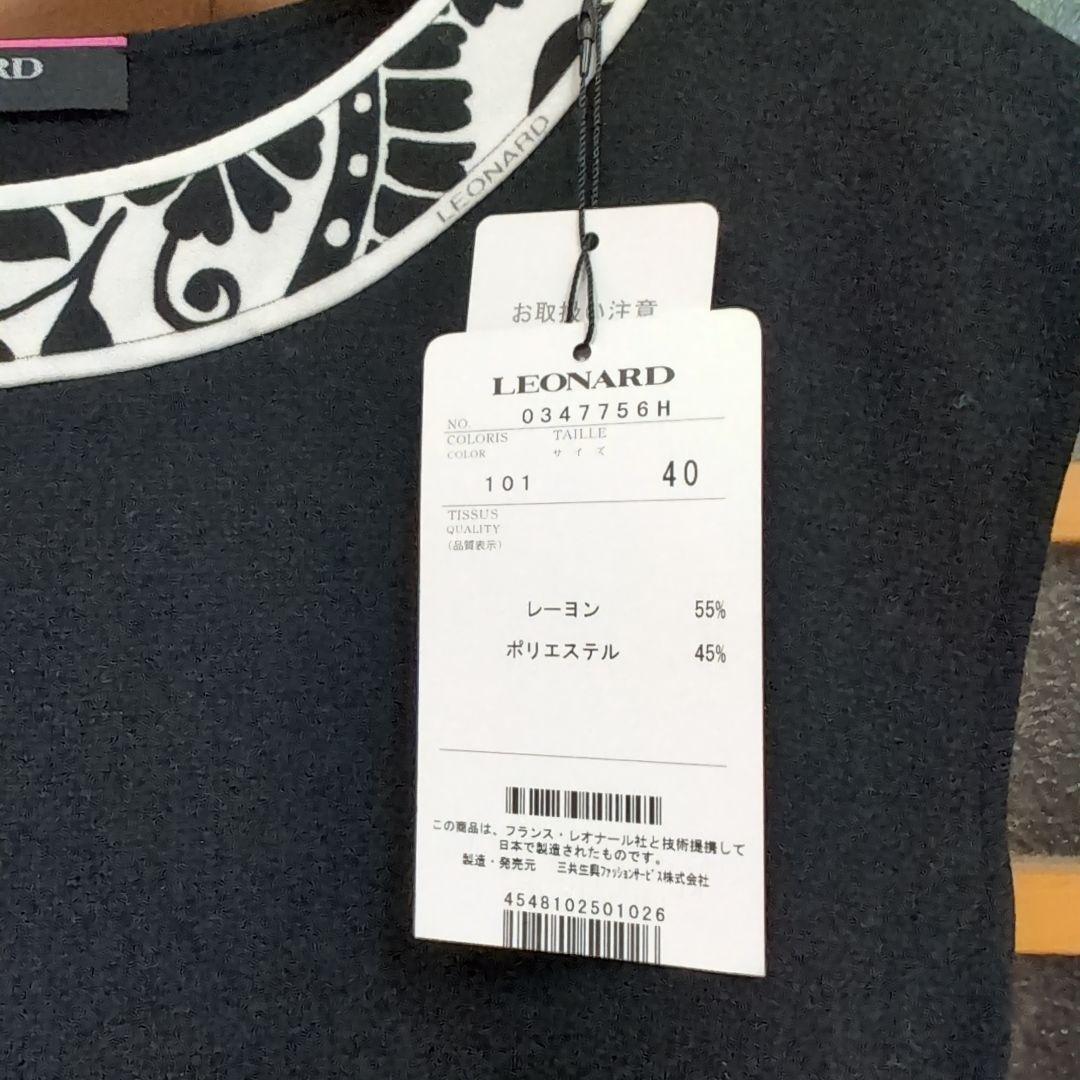 RD
LEONARD
お取扱い注意
LEONARD
NO. 0347756H
COLORIS TAILLE
COLOR サイズ
101 40
TISSUS
QUALITY
(品質表示)
レーヨン 55%
ポリエステル 45%
この商品は、フランス・レオナール社と技術提携して
日本で製造されたものです。
製造・発売元 三共生興ファッションサービス株式会社
4548102501026